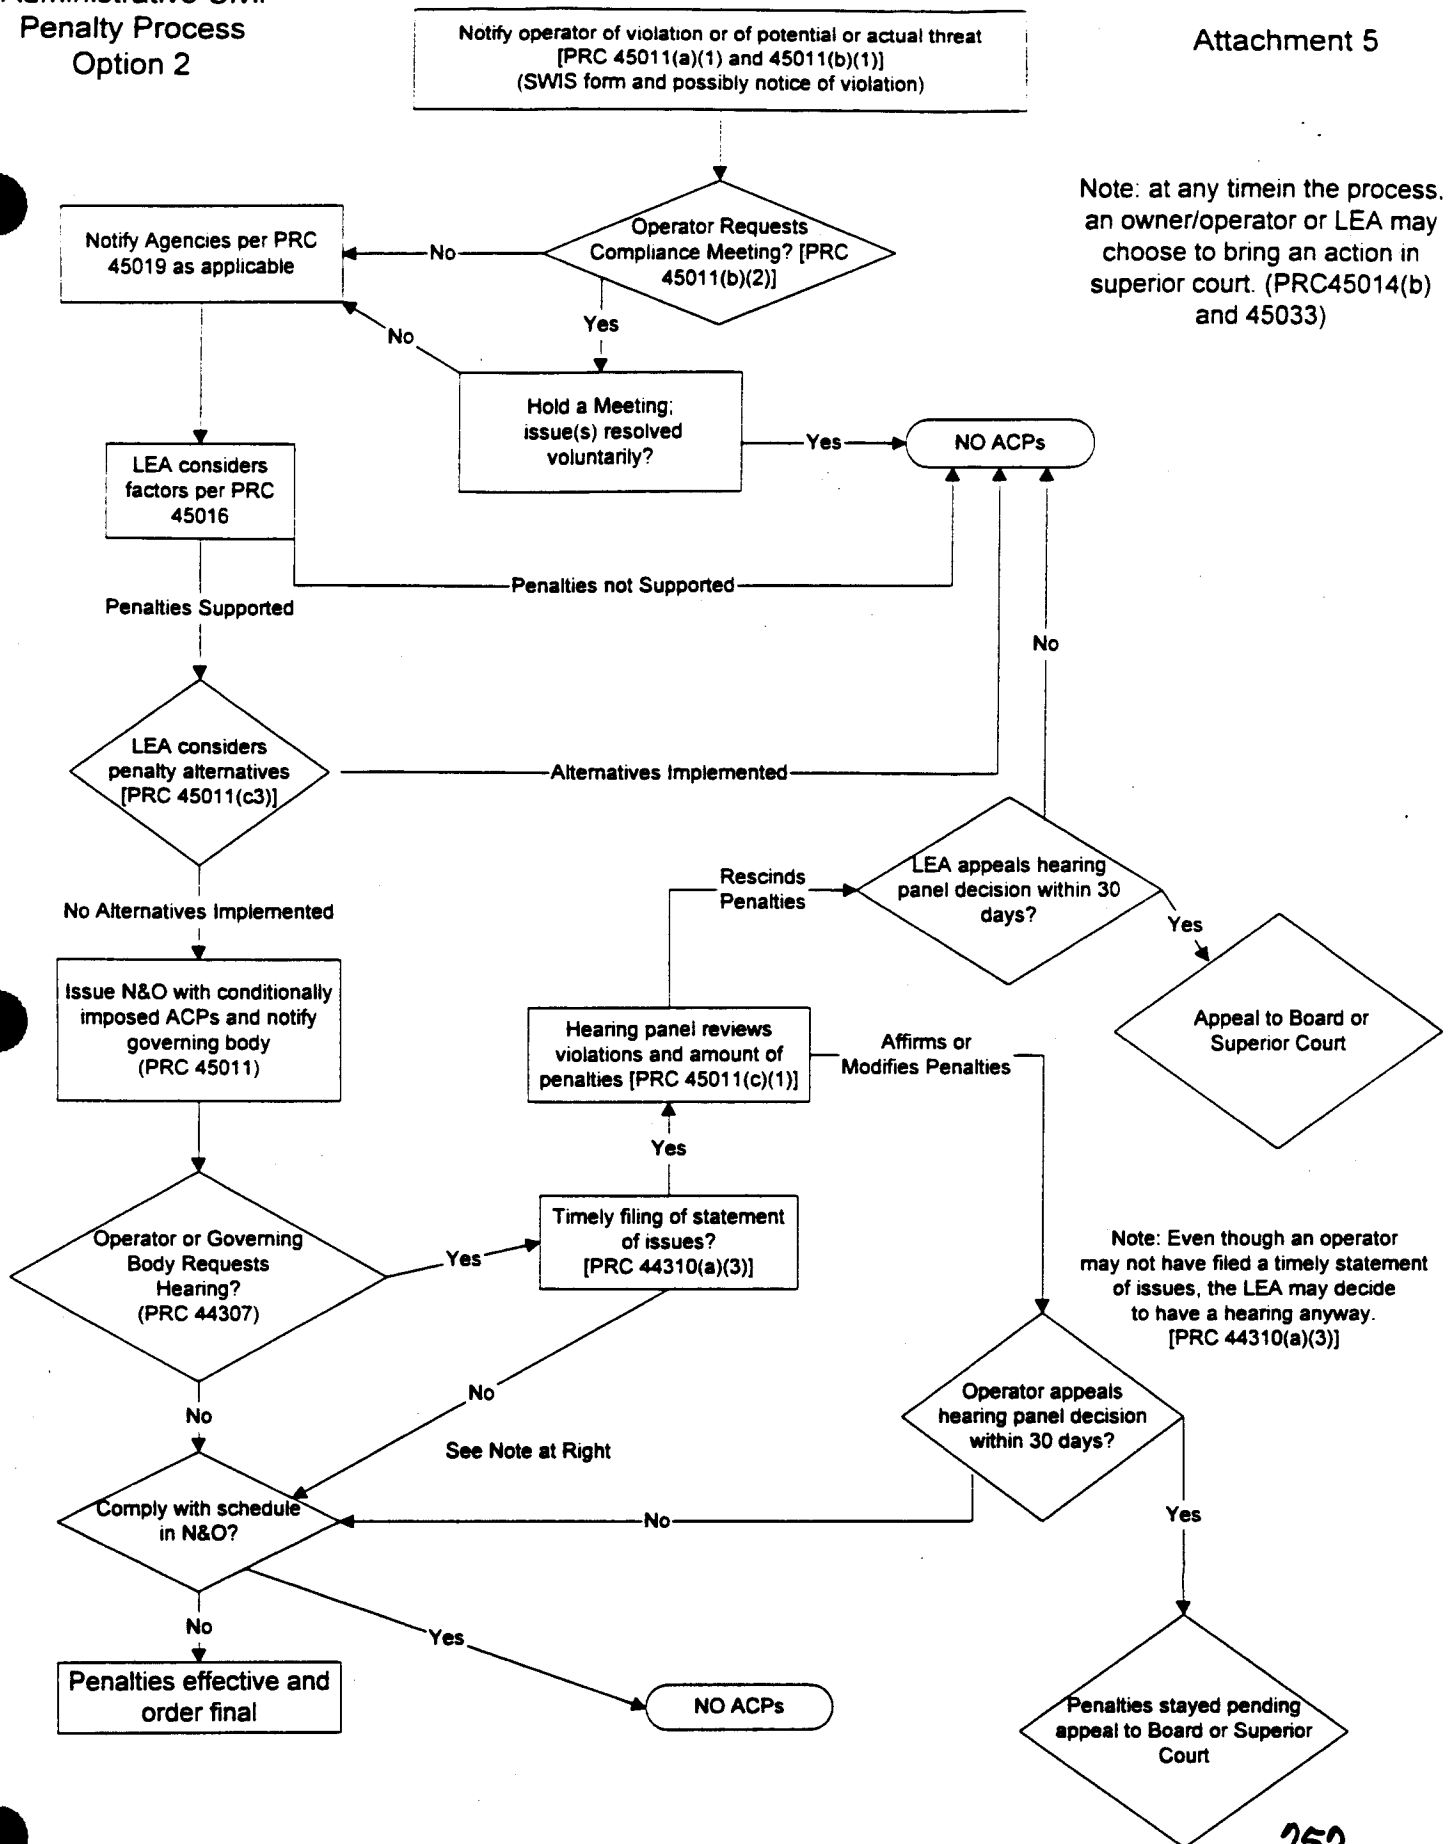 Administrative Civil
Penalty Process
Option 2
Attachment 5
Notify operator of violation or of potential or actual threat
[PRC 45011(a)(1) and 45011(b)(1)]
(SWIS form and possibly notice of violation)
Note: at any timein the process,
an owner/operator or LEA may
choose to bring an action in
superior court. (PRC45014(b)
and 45033)
Operator Requests
Compliance Meeting? [PRC
45011(b)(2)]
No
Notify Agencies per PRC
45019 as applicable
Yes
No
Hold a Meeting;
issue(s) resolved
voluntarily?
Yes
NO ACPs
LEA considers
factors per PRC
45016
Penalties not Supported
Penalties Supported
No
LEA considers
penalty alternatives
[PRC 45011(c3)]
Alternatives Implemented
No Alternatives Implemented
Rescinds
Penalties
LEA appeals hearing
panel decision within 30
days?
Yes
Appeal to Board or
Superior Court
Issue N&O with conditionally
imposed ACPs and notify
governing body
(PRC 45011)
Hearing panel reviews
violations and amount of
penalties [PRC 45011(c)(1)]
Affirms or
Modifies Penalties
Yes
Operator or Governing
Body Requests
Hearing?
(PRC 44307)
Yes
Timely filing of statement
of issues?
[PRC 44310(a)(3)]
Note: Even though an operator
may not have filed a timely statement
of issues, the LEA may decide
to have a hearing anyway.
[PRC 44310(a)(3)]
No
No
See Note at Right
Operator appeals
hearing panel decision
within 30 days?
Comply with schedule
in N&O?
No
Yes
No
Yes
Penalties effective and
order final
NO ACPs
Penalties stayed pending
appeal to Board or Superior
Court